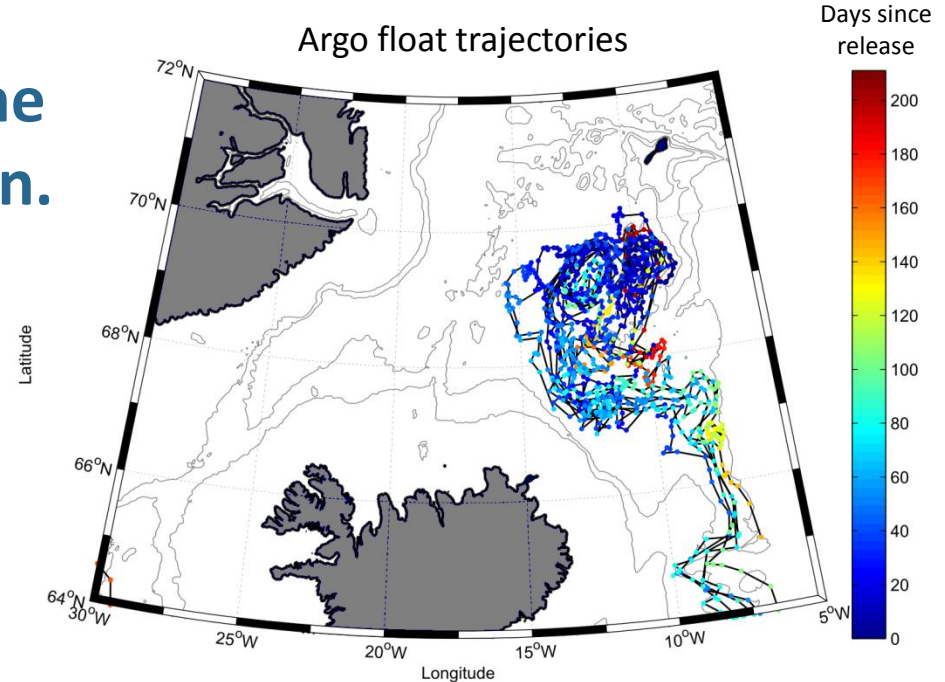 ne
n.
Argo float trajectories
Days since
release
72°N
70°N
68°N
66°N
64°N
Latitude
30°W
25°W
20°W
15°W
10°W
5°W
Longitude
200
180
160
140
120
100
80
60
40
20
0